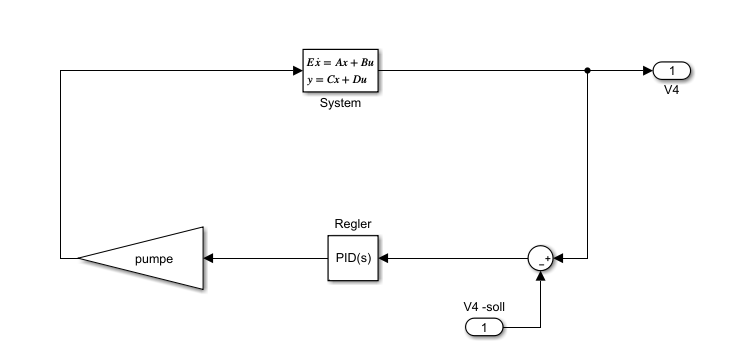 Eẋ = Ax + Bu
y = Cx + Du
System
1
V4
Regler
PID(s)
pumpe
+
−
V4 -soll
1